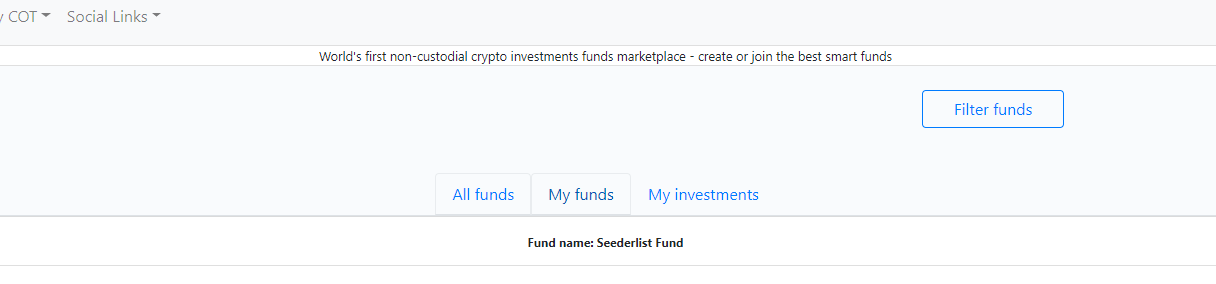 y COT Social Links
World's first non-custodial crypto investments funds marketplace - create or join the best smart funds
Filter funds
All funds My funds My investments
Fund name: Seederlist Fund